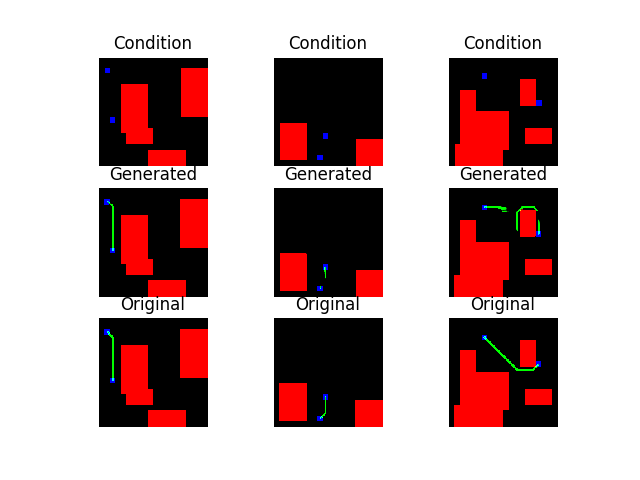 Condition Condition Condition
Generated Generated Generated
Original Original Original